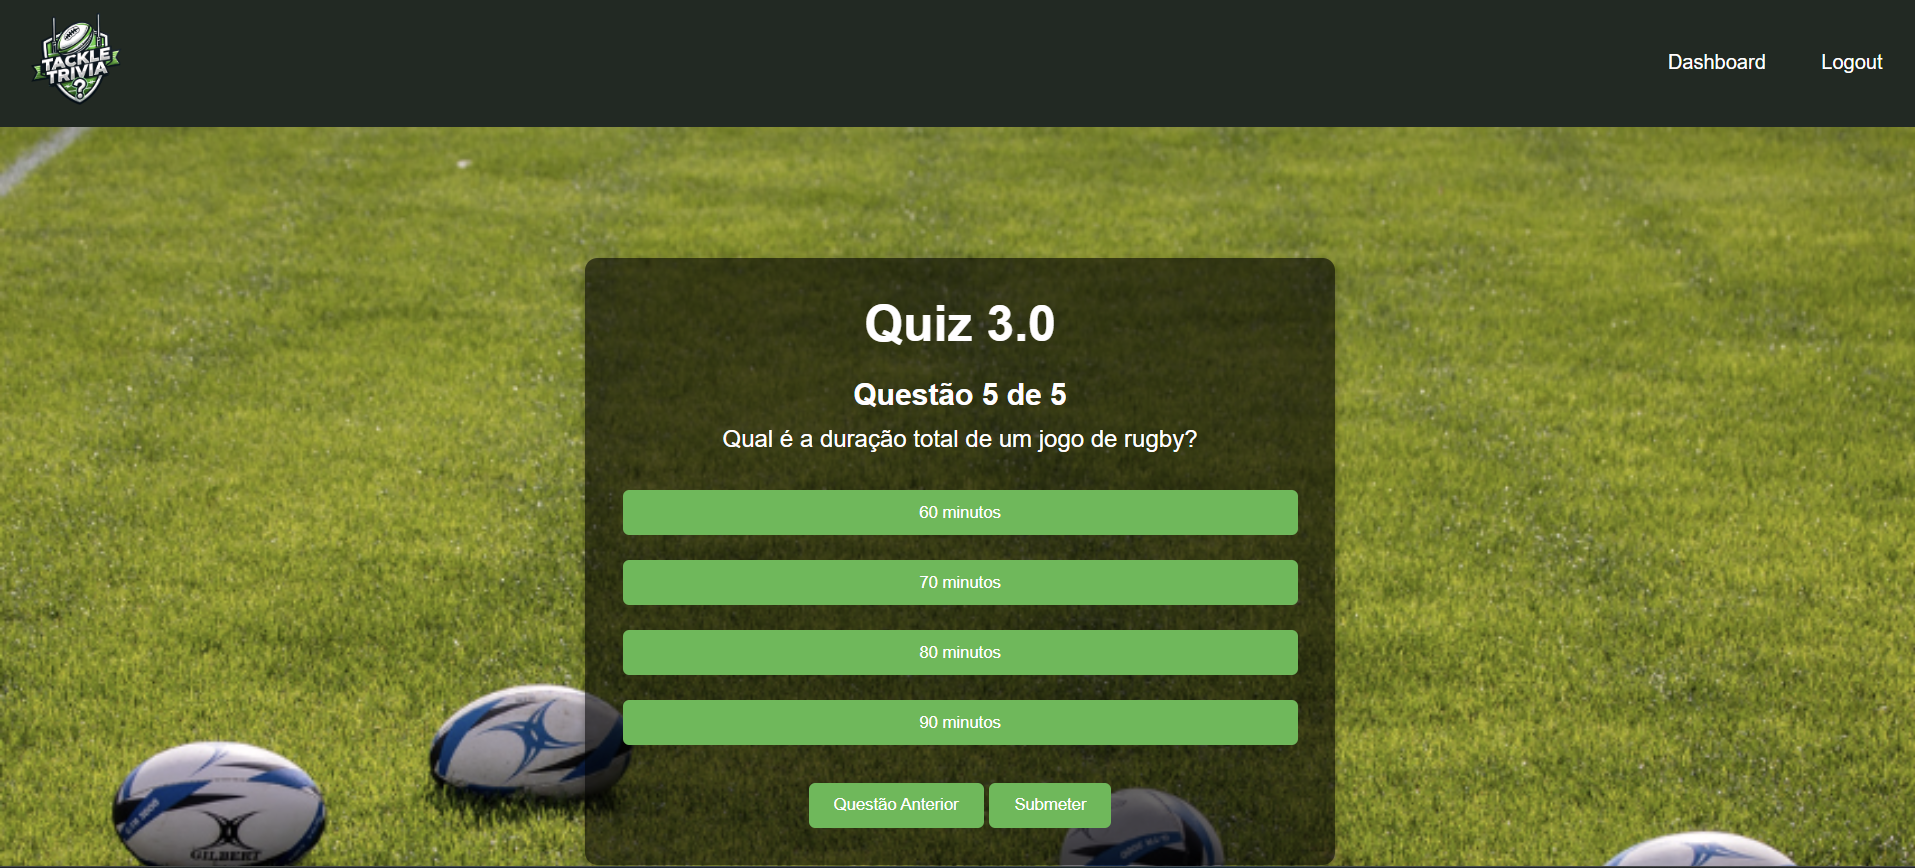 TACKLE
TRIVIA
?
Dashboard
Logout
Quiz 3.0
Questão 5 de 5
Qual é a duração total de um jogo de rugby?
60 minutos
70 minutos
80 minutos
90 minutos
Questão Anterior
Submeter
GILBERT